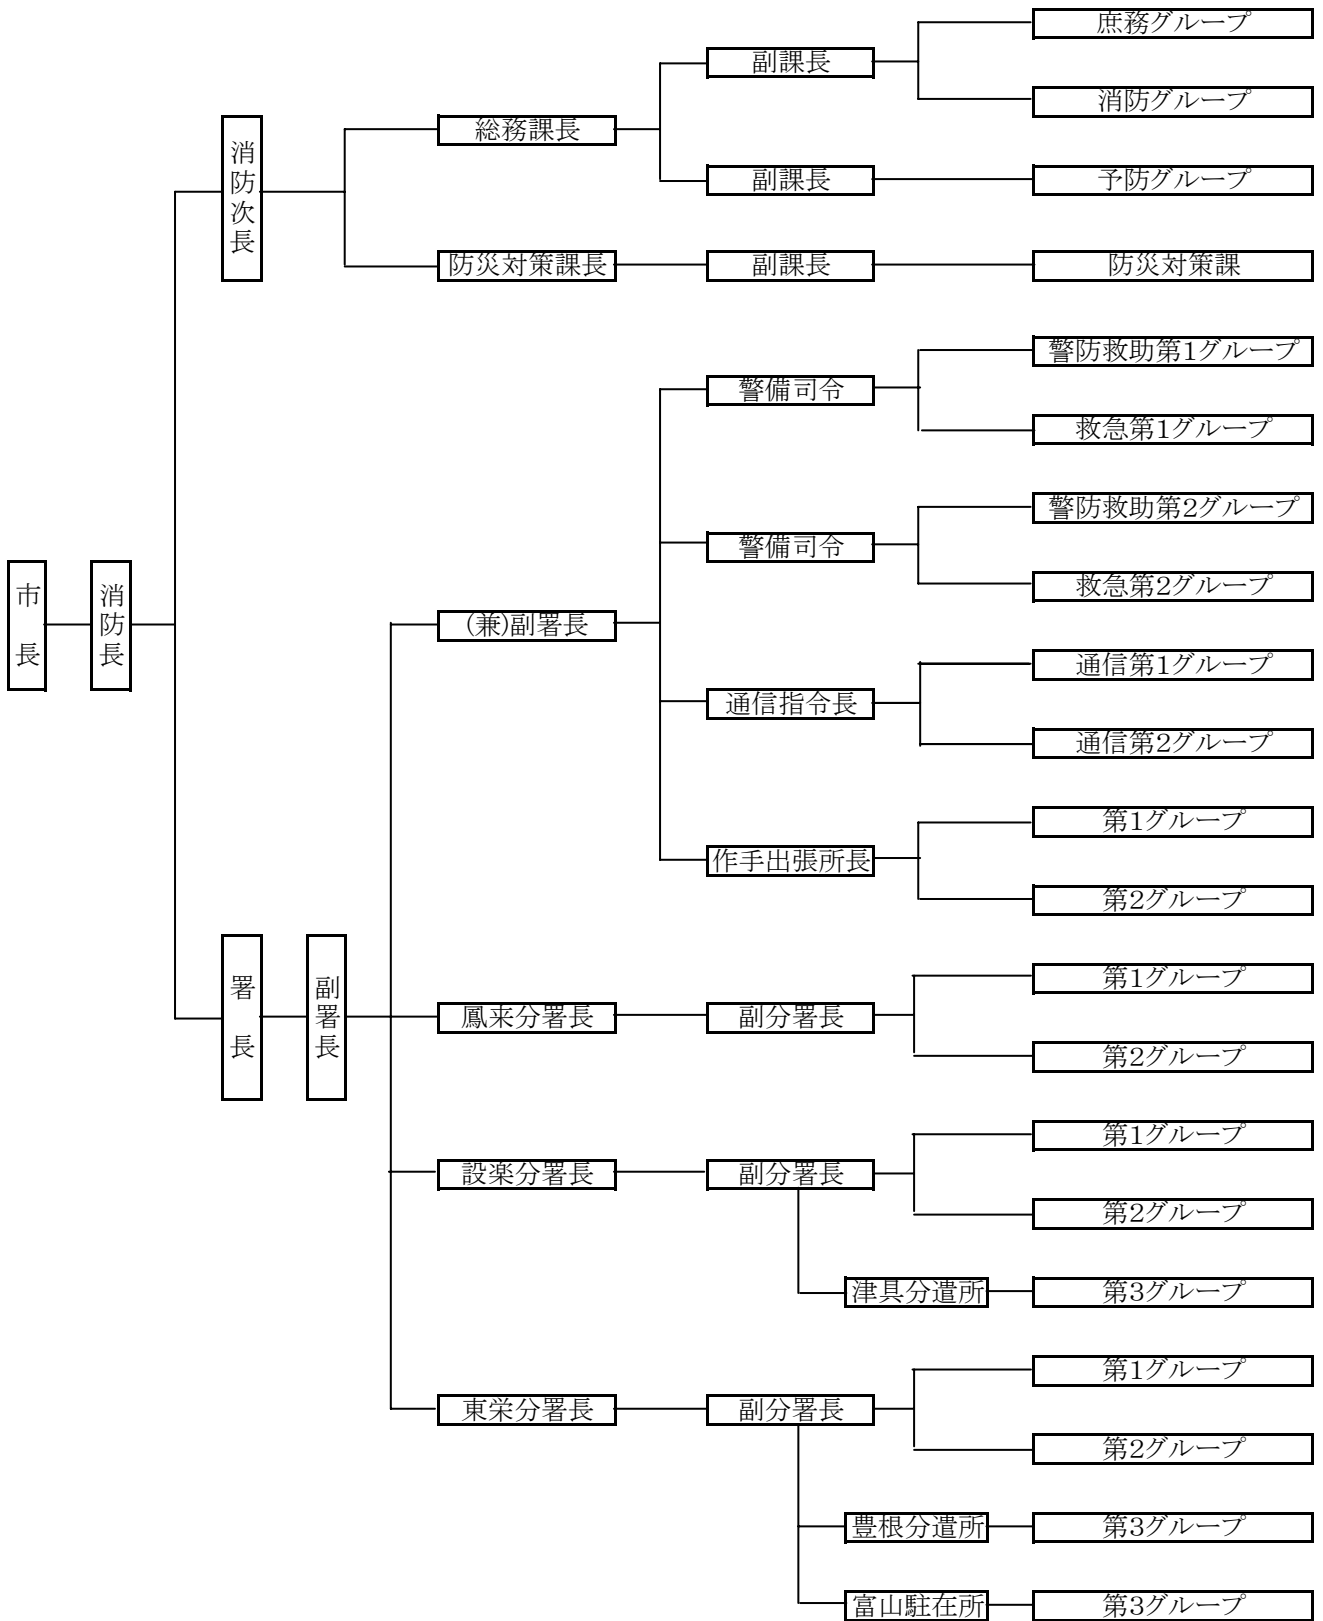 庶務グループ
副課長
消防グループ
総務課長
消防次長
副課長
予防グループ
防災対策課長
副課長
防災対策課
警防救助第1グループ
警備司令
救急第1グループ
警防救助第2グループ
警備司令
救急第2グループ
市長
消防長
(兼)副署長
通信第1グループ
通信指令長
通信第2グループ
第1グループ
作手出張所長
第2グループ
署長
副署長
第1グループ
鳳来分署長
副分署長
第2グループ
第1グループ
設楽分署長
副分署長
第2グループ
津具分遣所
第3グループ
第1グループ
東栄分署長
副分署長
第2グループ
豊根分遣所
第3グループ
富山駐在所
第3グループ